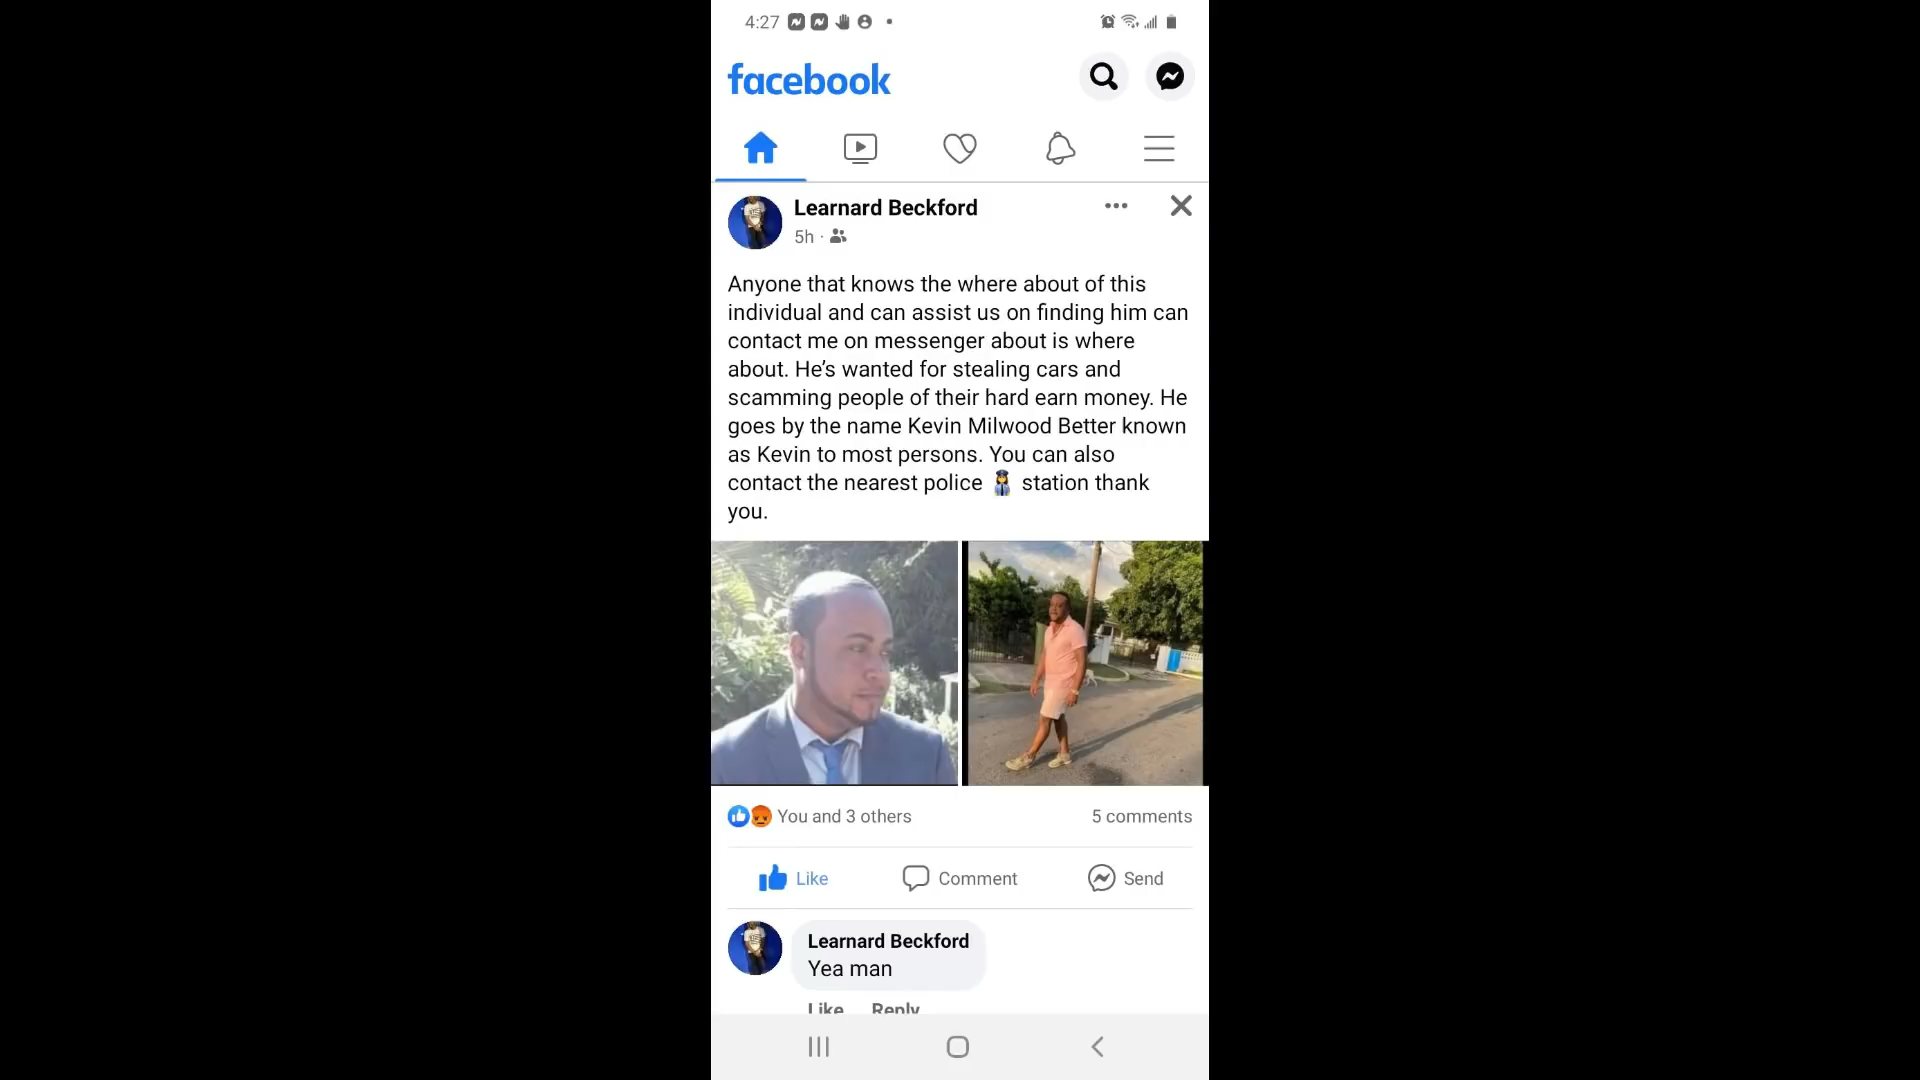 4:27
facebook
Learnard Beckford
5h ·
Anyone that knows the where about of this
individual and can assist us on finding him can
contact me on messenger about is where
about. He's wanted for stealing cars and
scamming people of their hard earn money. He
goes by the name Kevin Milwood Better known
as Kevin to most persons. You can also
contact the nearest police 👮‍♀️ station thank
you.
You and 3 others 5 comments
Like Comment Send
Learnard Beckford
Yea man
Like Reply